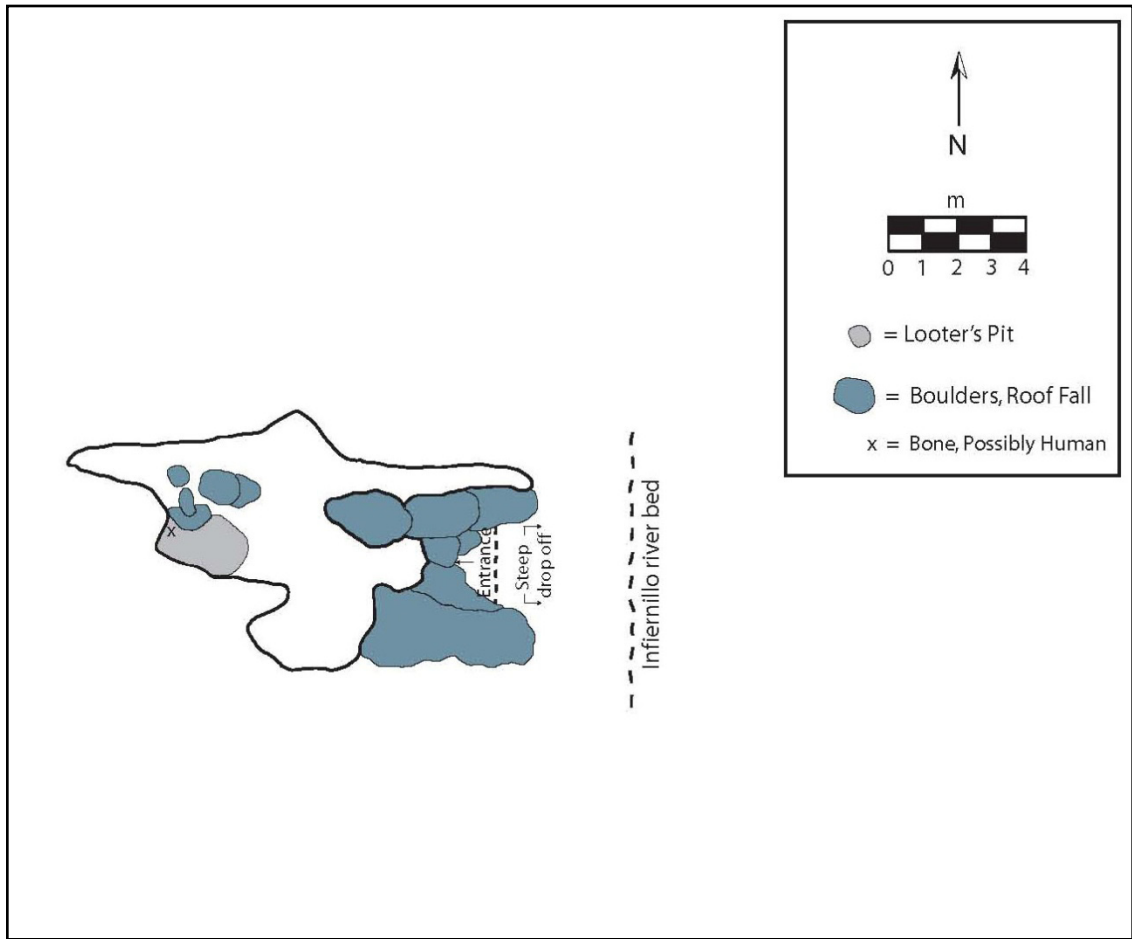 N
m
0 1 2 3 4
= Looter's Pit
= Boulders, Roof Fall
x = Bone, Possibly Human
x
Entrance
Steep
drop off
Infiernillo river bed